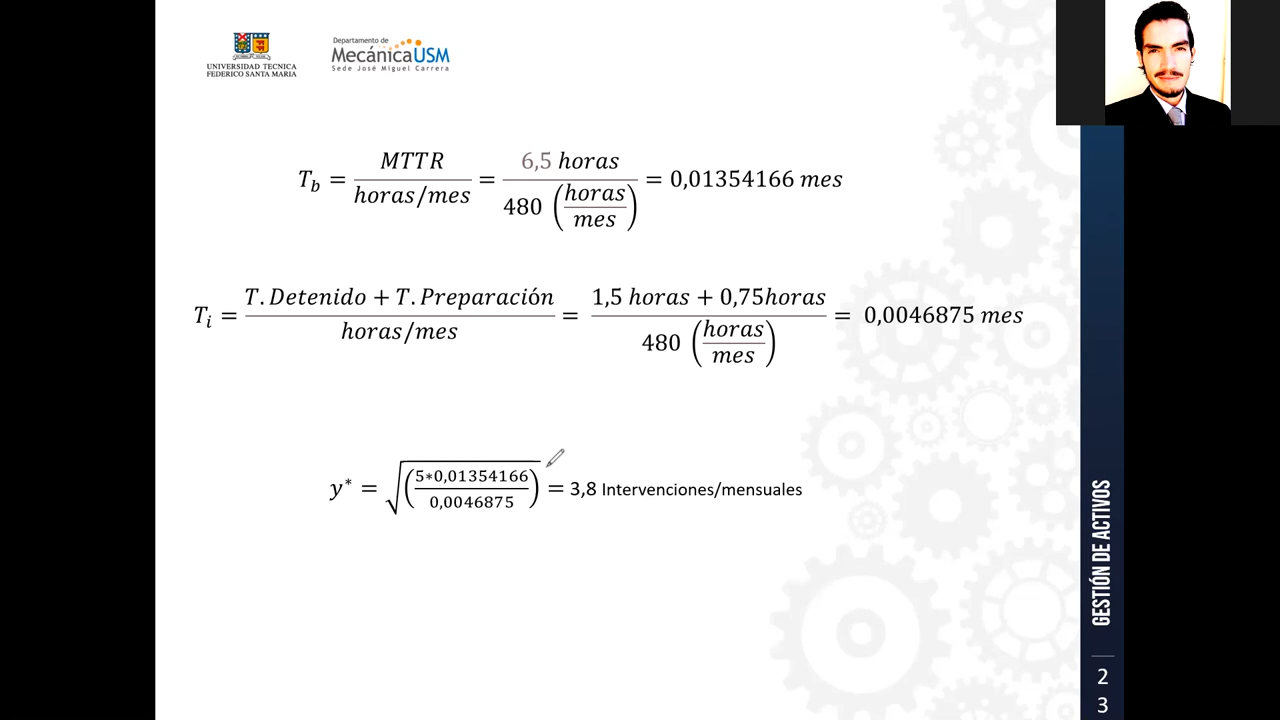 UNIVERSIDAD TECNICA
FEDERICO SANTA MARIA
Departamento de
MecánicaUSM
Sede José Miguel Carrera
T_b = MTTR / horas/mes = 6,5 horas / 480 (horas/mes) = 0,01354166 mes
T_i = T. Detenido + T. Preparación / horas/mes = 1,5 horas + 0,75horas / 480 (horas/mes) = 0,0046875 mes
y* = √(5*0,01354166 / 0,0046875) = 3,8 Intervenciones/mensuales
GESTIÓN DE ACTIVOS
2
3